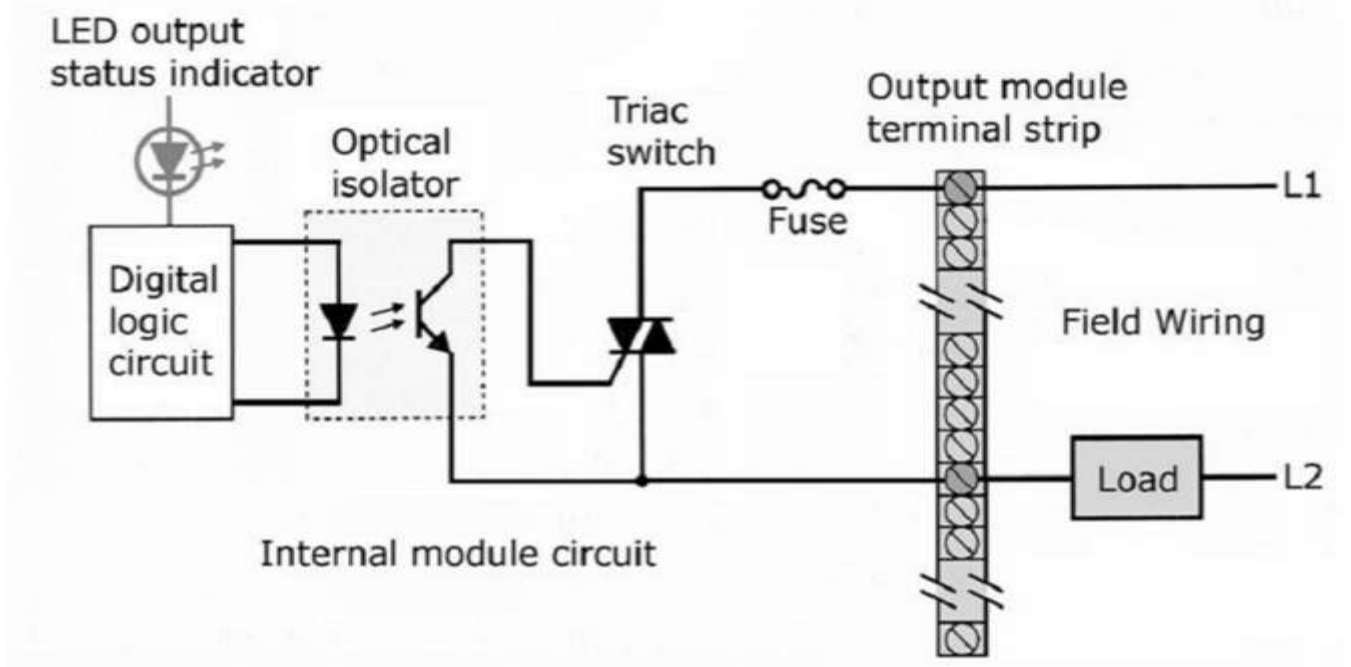 LED output
status indicator
Optical
isolator
Triac
switch
Output module
terminal strip
L1
Fuse
Digital
logic
circuit
Field Wiring
Load
L2
Internal module circuit